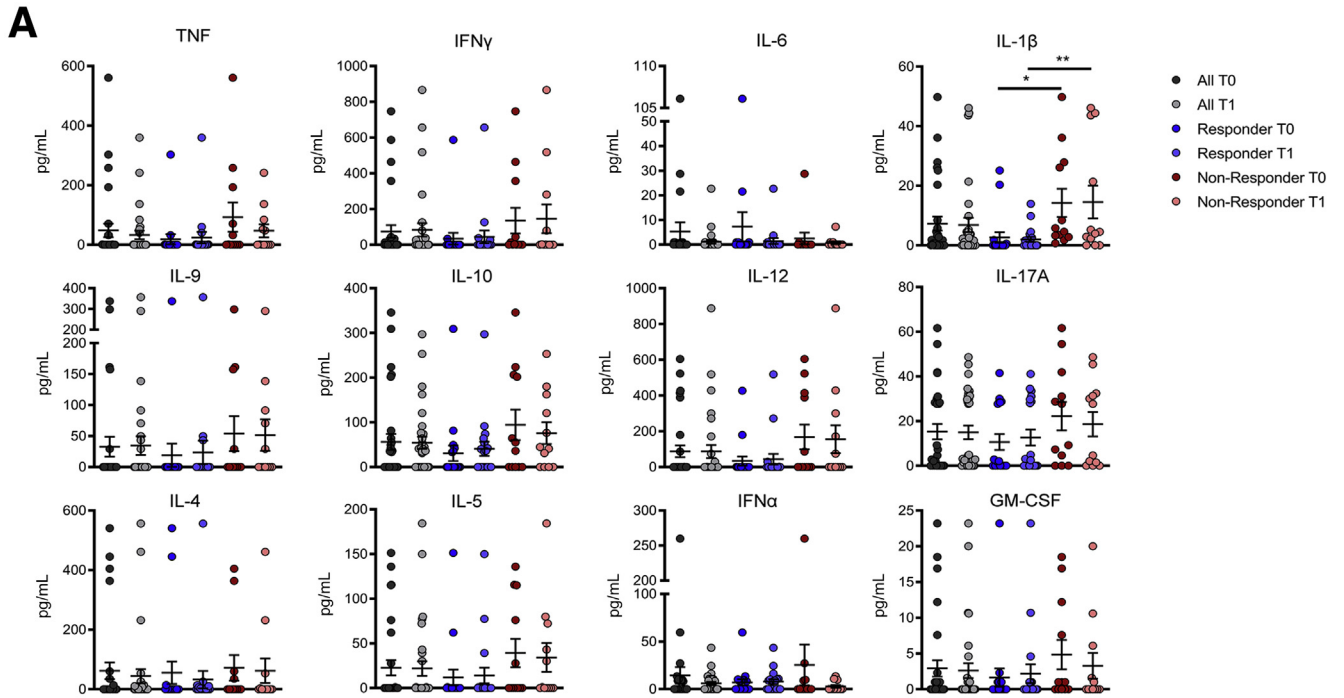 A
TNF
600
400
200
0
pg/mL
IFNγ
1000
800
600
400
200
0
pg/mL
IL-6
110
105
50
40
30
20
10
0
pg/mL
IL-1β
60
40
20
0
pg/mL
*
**
All T0
All T1
Responder T0
Responder T1
Non-Responder T0
Non-Responder T1
IL-9
400
300
200
200
150
100
50
0
pg/mL
IL-10
400
300
200
100
0
pg/mL
IL-12
1000
800
600
400
200
0
pg/mL
IL-17A
80
60
40
20
0
pg/mL
IL-4
600
400
200
0
pg/mL
IL-5
200
150
100
50
0
pg/mL
IFNα
300
200
100
50
0
pg/mL
GM-CSF
25
20
15
10
5
0
pg/mL